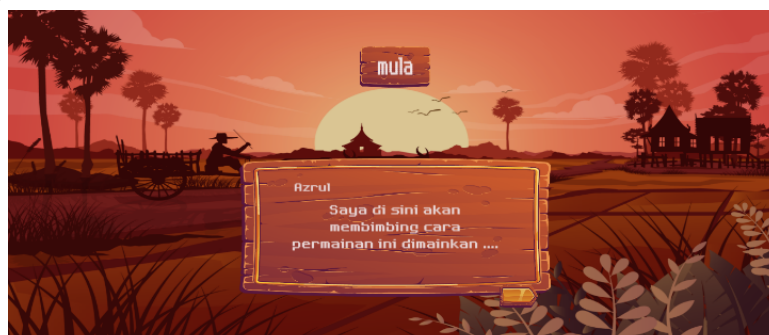 mula
Azrul
Saya di sini akan
membimbing cara
permainan ini dimainkan ....